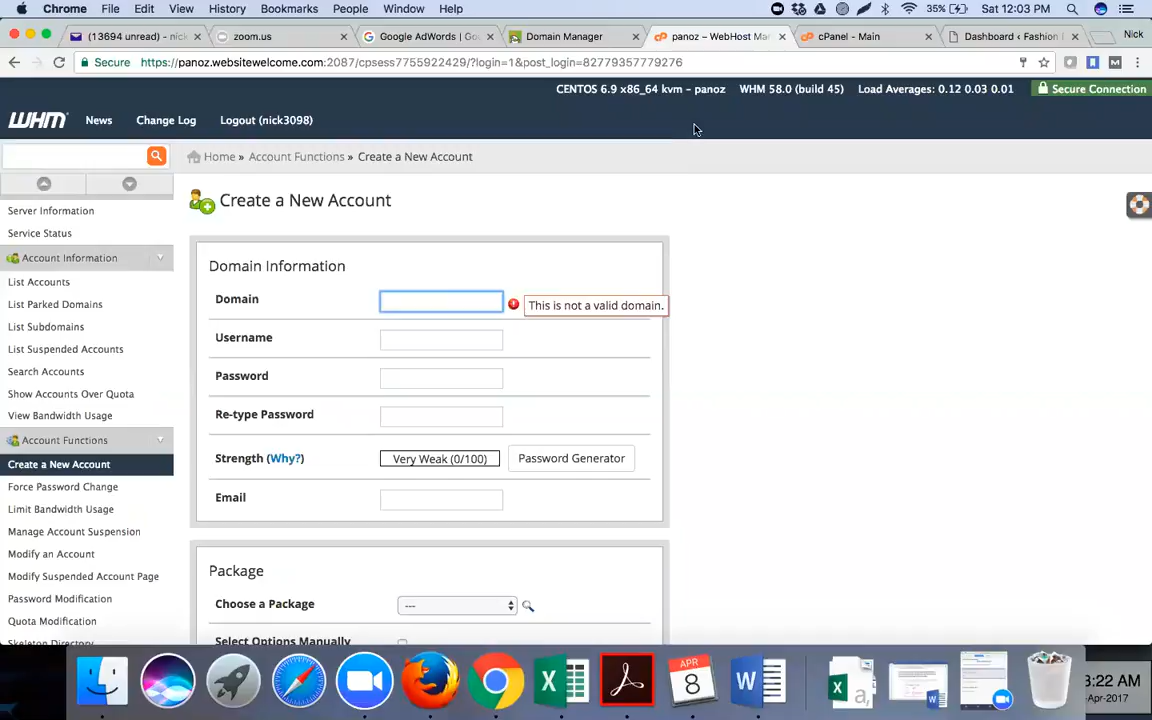 Chrome File Edit View History Bookmarks People Window Help 35% Sat 12:03 PM
(13694 unread) - nick zoom.us Google AdWords | G Domain Manager panoz – WebHost Ma cPanel - Main Dashboard ‹ Fashion Nick
Secure https://panoz.websitewelcome.com:2087/cpsess7755922429/?login=1&post_login=82779357779276
CENTOS 6.9 x86_64 kvm – panoz WHM 58.0 (build 45) Load Averages: 0.12 0.03 0.01 Secure Connection
WHM News Change Log Logout (nick3098)
Home » Account Functions » Create a New Account
Create a New Account
Server Information
Service Status
Account Information
List Accounts
List Parked Domains
List Subdomains
List Suspended Accounts
Search Accounts
Show Accounts Over Quota
View Bandwidth Usage
Account Functions
Create a New Account
Force Password Change
Limit Bandwidth Usage
Manage Account Suspension
Modify an Account
Modify Suspended Account Page
Password Modification
Quota Modification
Skeleton Directory
Domain Information
Domain This is not a valid domain.
Username
Password
Re-type Password
Strength (Why?) Very Weak (0/100) Password Generator
Email
Package
Choose a Package ---
Select Options Manually
APR
8
3:22 AM
-Apr-2017